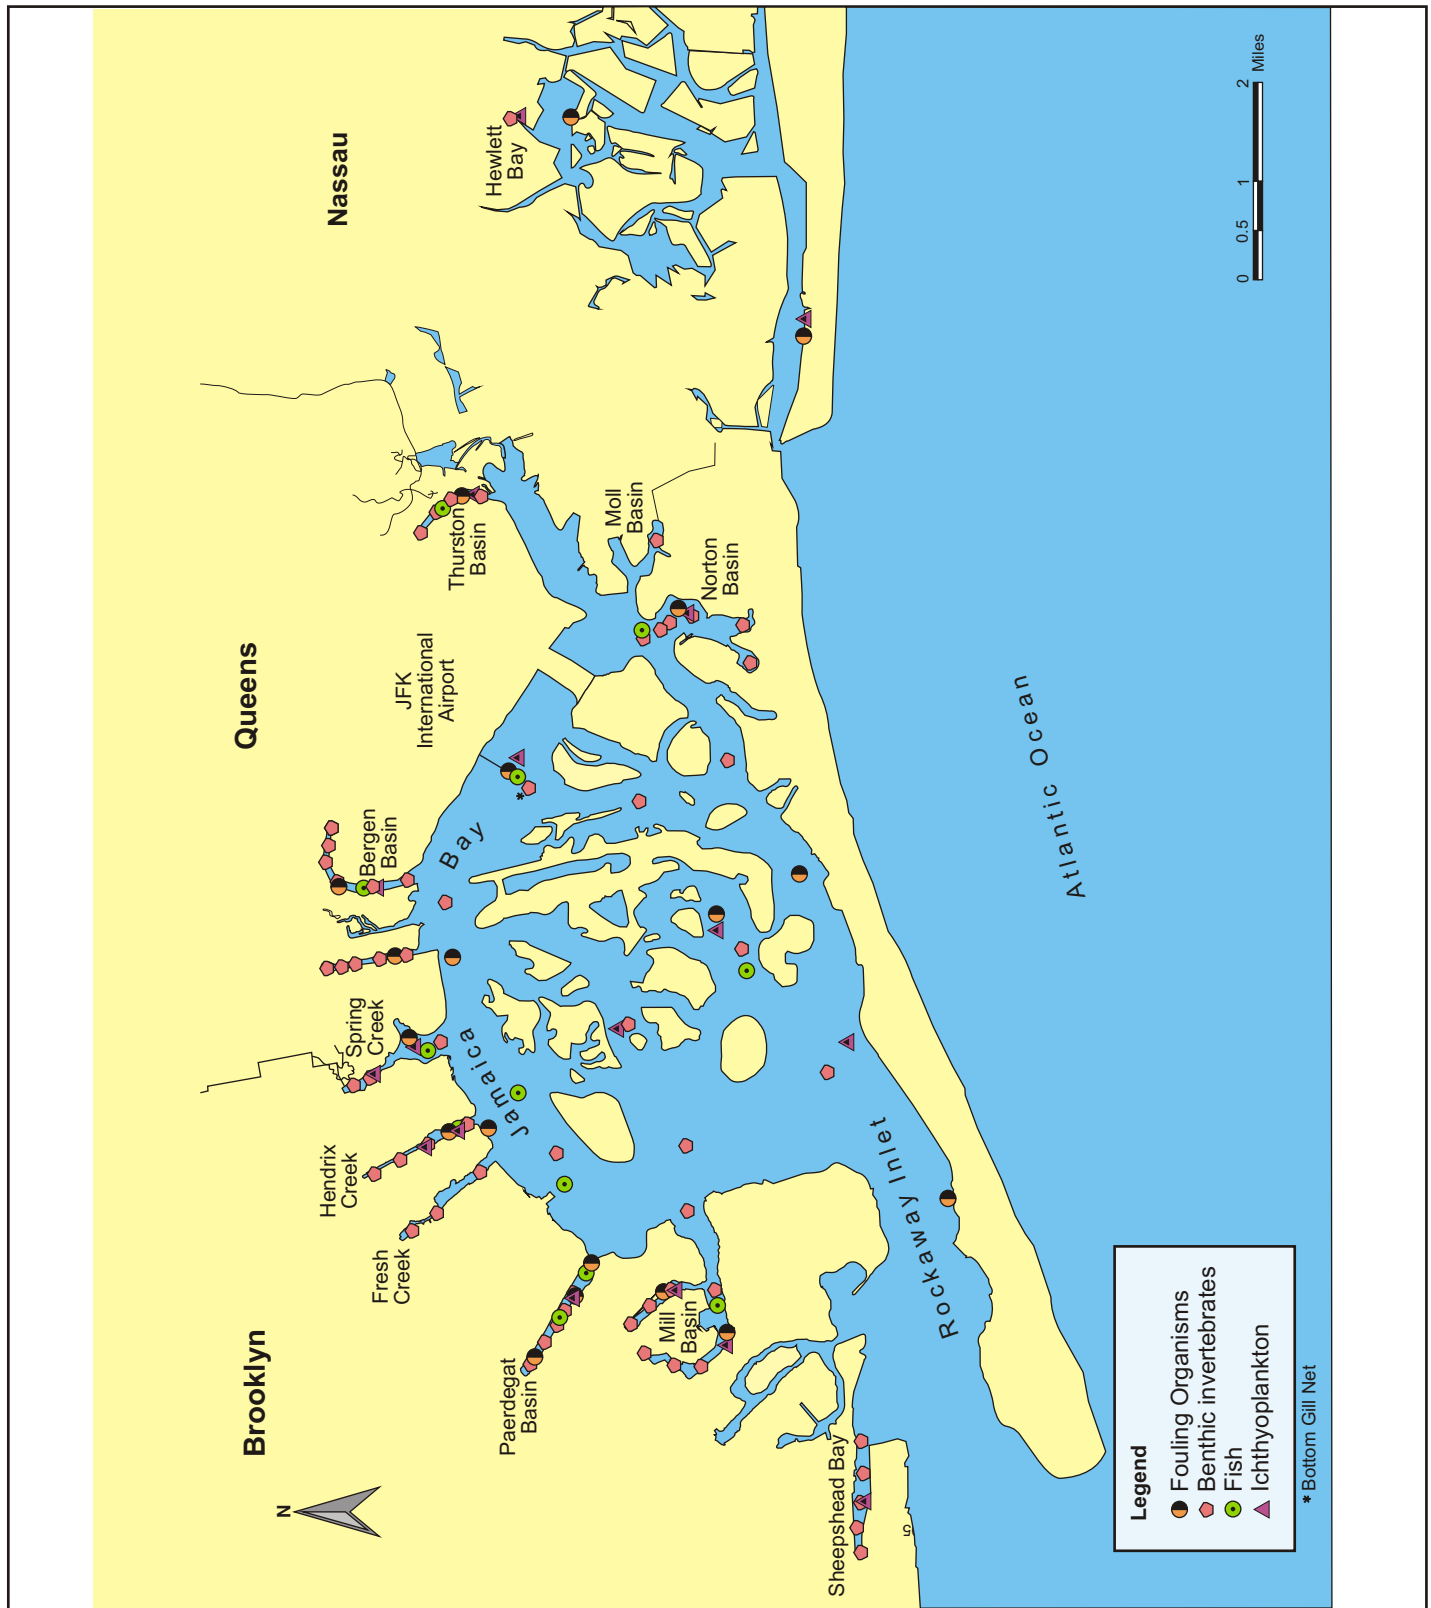 Brooklyn
Queens
Nassau
N
Hendrix
Creek
Fresh
Creek
Spring
Creek
Bergen
Basin
JFK
International
Airport
Thurston
Basin
Hewlett
Bay
Paerdegat
Basin
Jamaica Bay
Moll
Basin
Norton
Basin
Mill
Basin
Sheepshead Bay
Rockaway Inlet
Atlantic Ocean
*
0 0.5 1 2
Miles
Legend
Fouling Organisms
Benthic invertebrates
Fish
Ichthyoplankton
* Bottom Gill Net